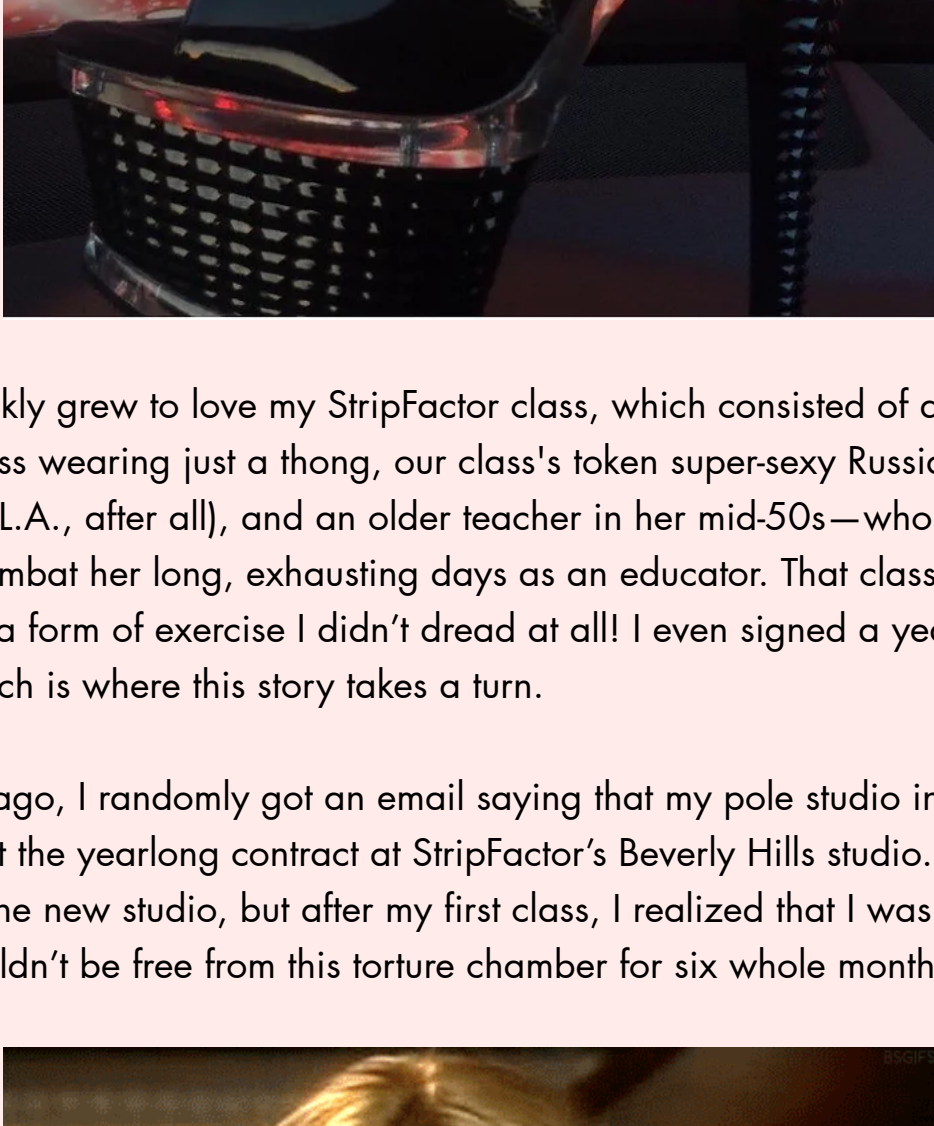 kly grew to love my StripFactor class, which consisted of
ss wearing just a thong, our class's token super-sexy
L.A., after all), and an older teacher in her mid-50s—who
mbat her long, exhausting days as an educator. That class
a form of exercise I didn’t dread at all! I even signed a
ch is where this story takes a turn.
ago, I randomly got an email saying that my pole studio
t the yearlong contract at StripFactor’s Beverly Hills studio.
he new studio, but after my first class, I realized that I was
ldn’t be free from this torture chamber for six whole month
BSGIFS